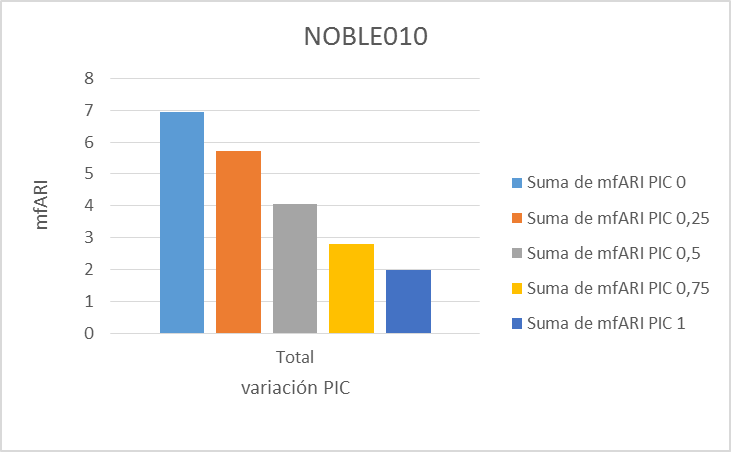 NOBLE010
mfARI
8
7
6
5
4
3
2
1
0
Total
variación PIC
Suma de mfARI PIC 0
Suma de mfARI PIC 0,25
Suma de mfARI PIC 0,5
Suma de mfARI PIC 0,75
Suma de mfARI PIC 1